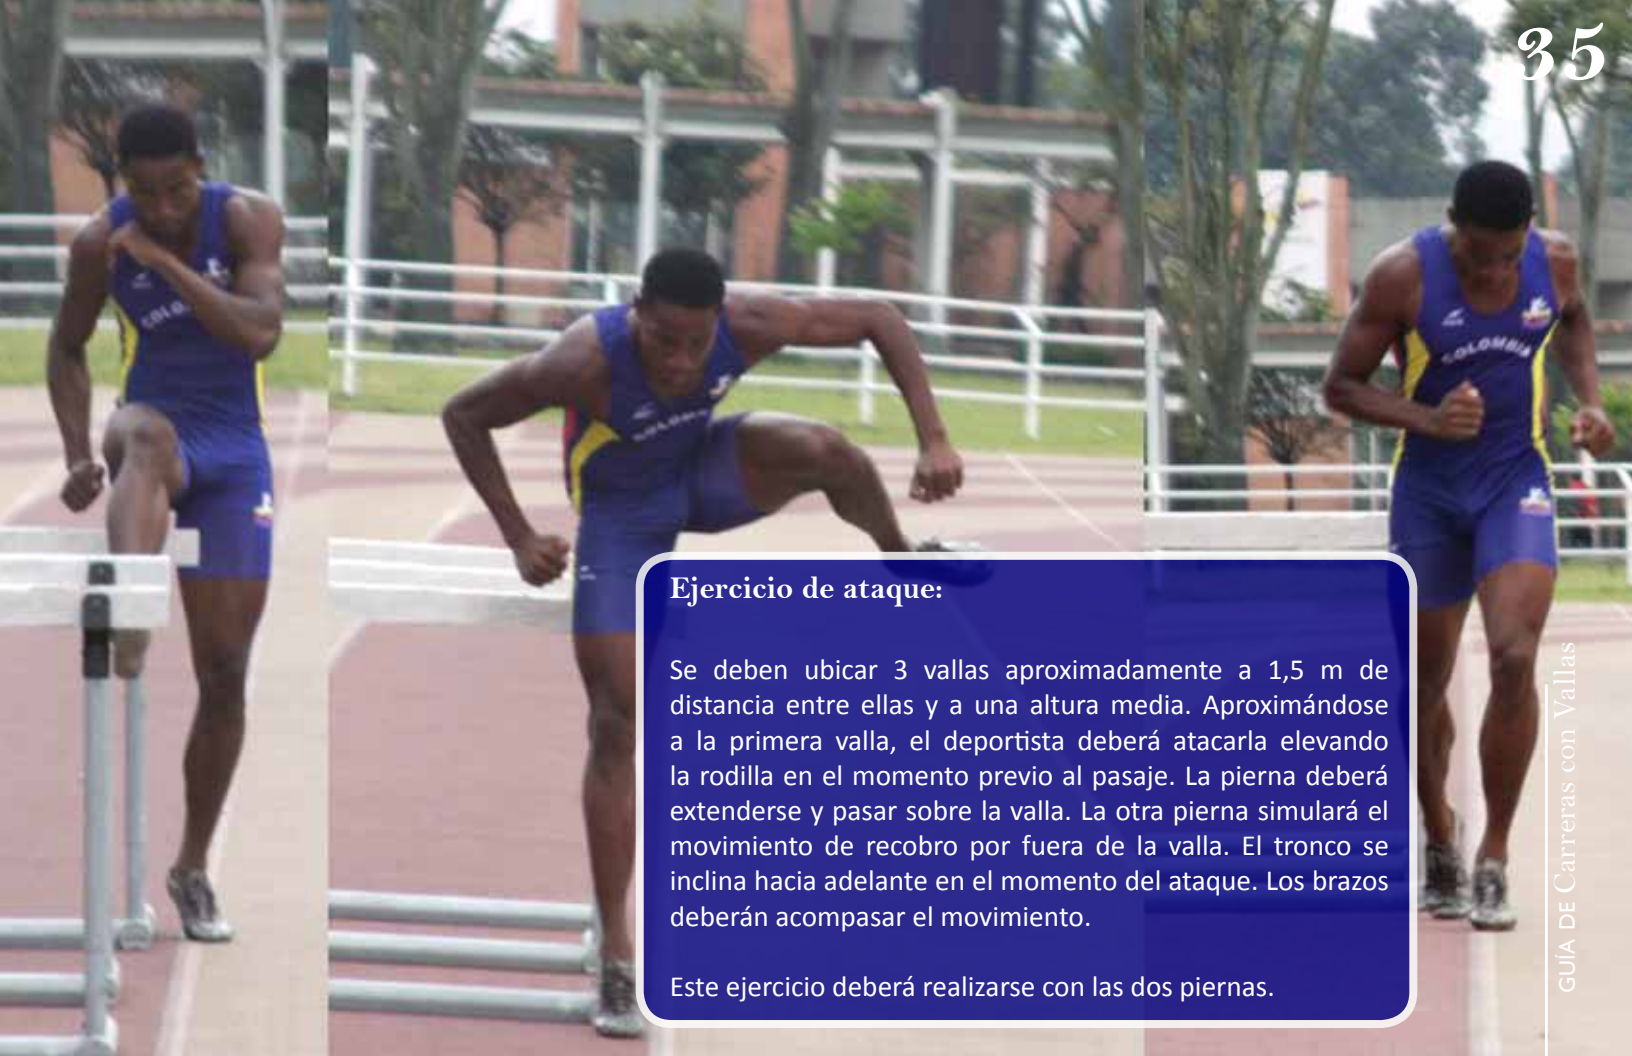 35
COLO
COLOMB
COLOMBIA
Ejercicio de ataque:
Se deben ubicar 3 vallas aproximadamente a 1,5 m de
distancia entre ellas y a una altura media. Aproximándose
a la primera valla, el deportista deberá atacarla elevando
la rodilla en el momento previo al pasaje. La pierna deberá
extenderse y pasar sobre la valla. La otra pierna simulará el
movimiento de recobro por fuera de la valla. El tronco se
inclina hacia adelante en el momento del ataque. Los brazos
deberán acompasar el movimiento.
Este ejercicio deberá realizarse con las dos piernas.
GUÍA DE Carreras con Vallas